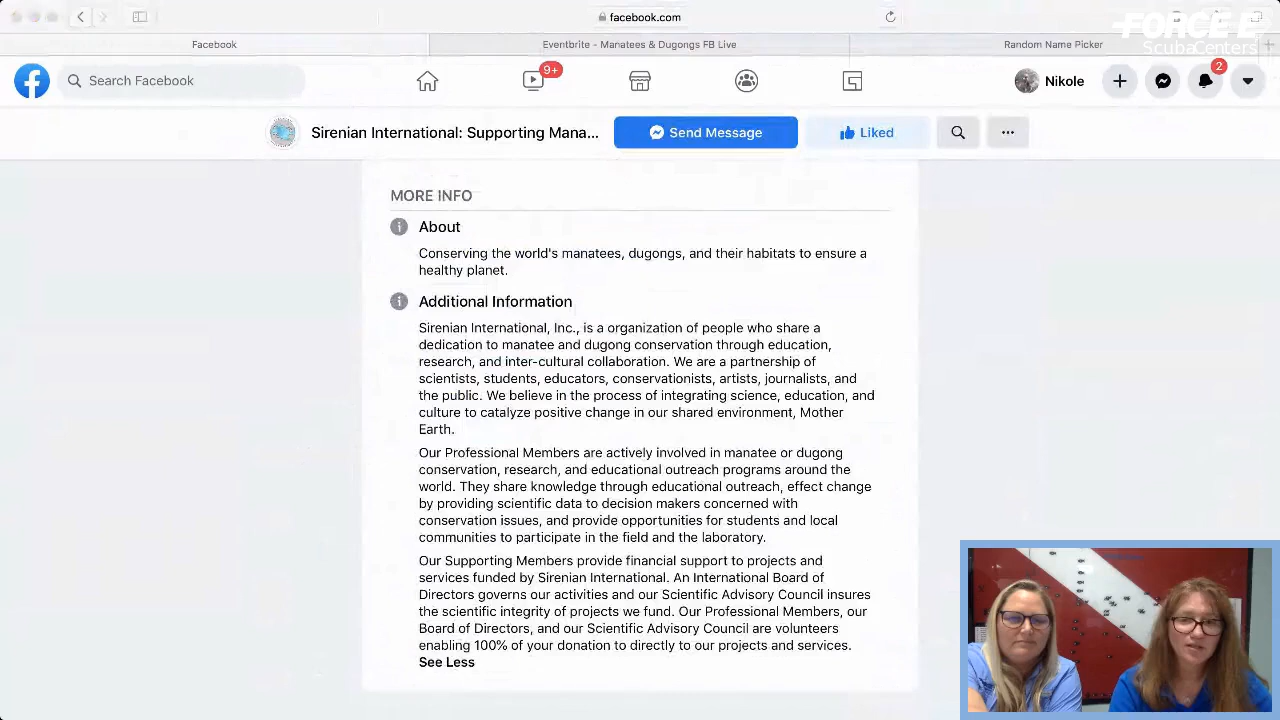 facebook.com
FORCE E
ScubaCenters
Facebook
Eventbrite - Manatees & Dugongs FB Live
Random Name Picker
Search Facebook
9+
Nikole
2
Sirenian International: Supporting Mana...
Send Message
Liked
MORE INFO
About
Conserving the world's manatees, dugongs, and their habitats to ensure a
healthy planet.
Additional Information
Sirenian International, Inc., is a organization of people who share a
dedication to manatee and dugong conservation through education,
research, and inter-cultural collaboration. We are a partnership of
scientists, students, educators, conservationists, artists, journalists, and
the public. We believe in the process of integrating science, education, and
culture to catalyze positive change in our shared environment, Mother
Earth.
Our Professional Members are actively involved in manatee or dugong
conservation, research, and educational outreach programs around the
world. They share knowledge through educational outreach, effect change
by providing scientific data to decision makers concerned with
conservation issues, and provide opportunities for students and local
communities to participate in the field and the laboratory.
Our Supporting Members provide financial support to projects and
services funded by Sirenian International. An International Board of
Directors governs our activities and our Scientific Advisory Council insures
the scientific integrity of projects we fund. Our Professional Members, our
Board of Directors, and our Scientific Advisory Council are volunteers
enabling 100% of your donation to directly to our projects and services.
See Less